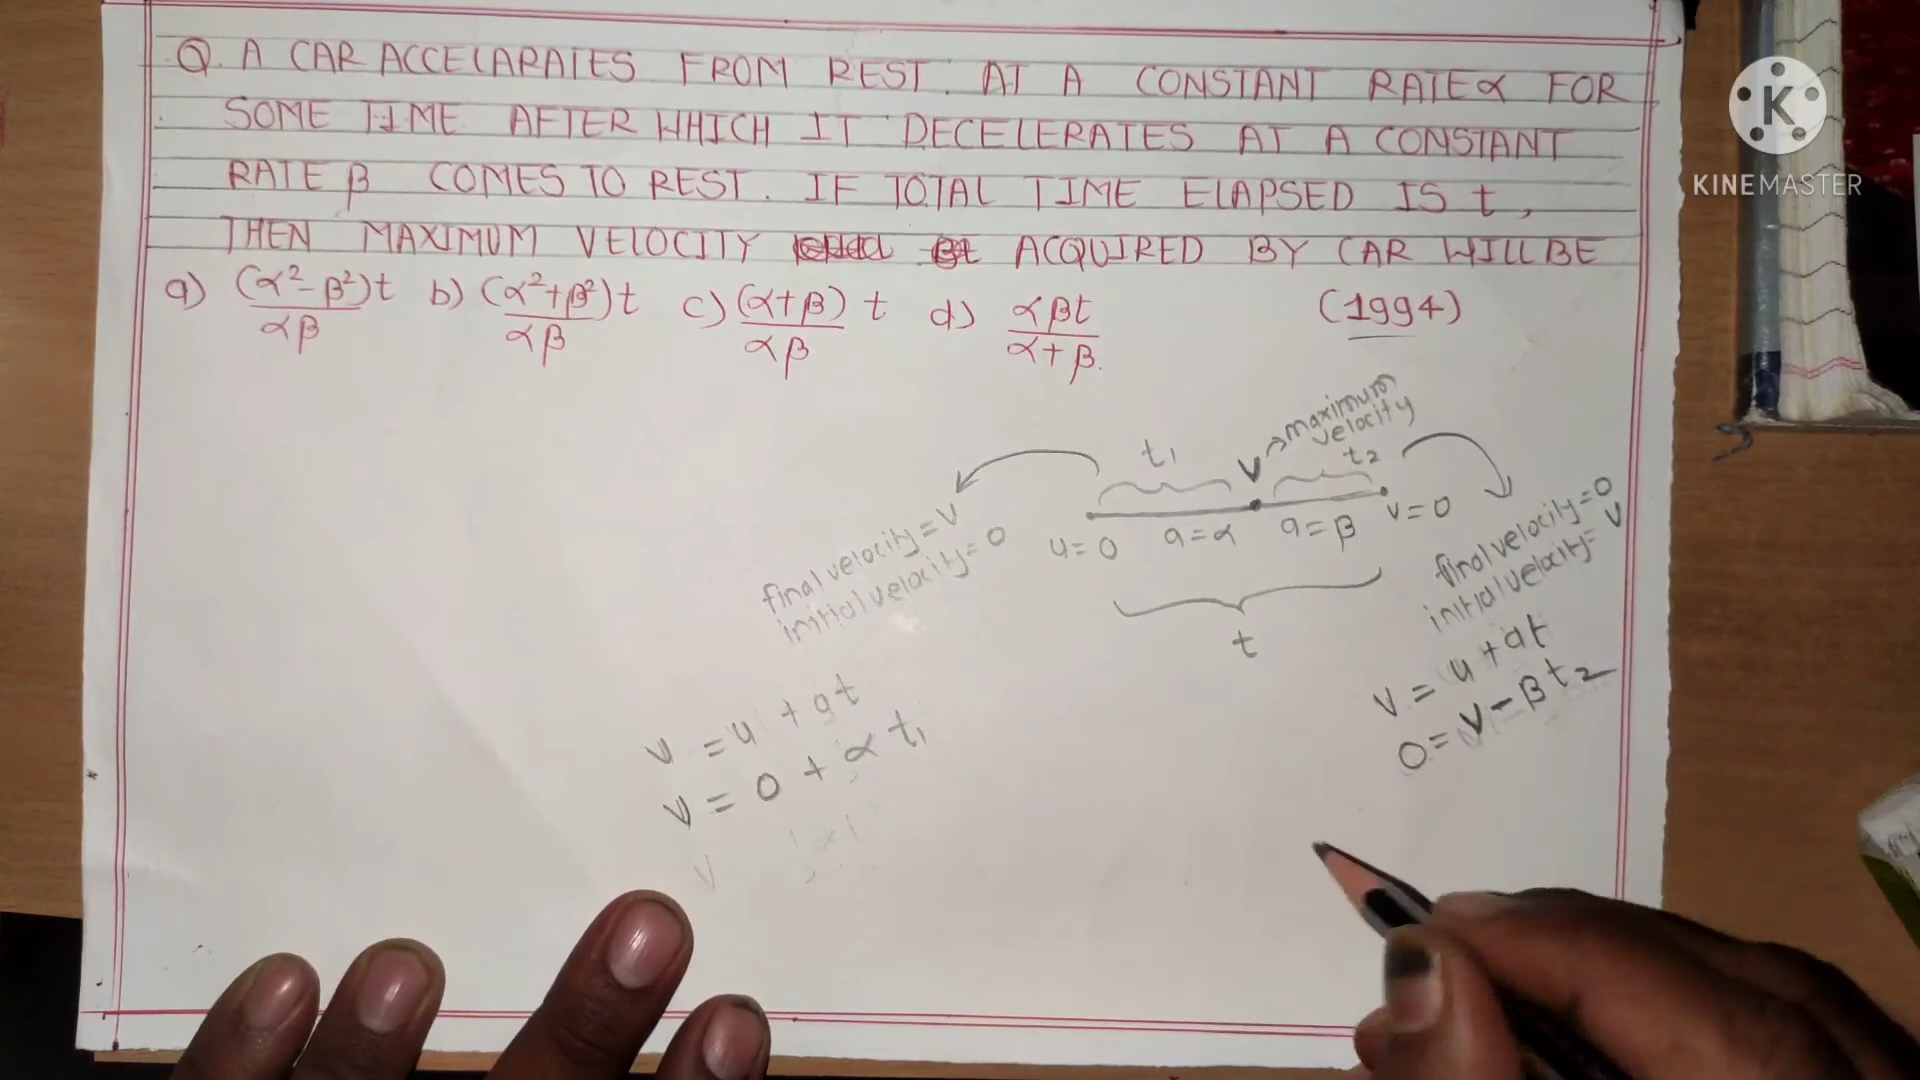 Q. A CAR ACCELARATES FROM REST. AT A CONSTANT RATE α FOR
SOME TIME AFTER WHICH IT DECELERATES AT A CONSTANT
RATE β COMES TO REST. IF TOTAL TIME ELAPSED IS t,
THEN MAXIMUM VELOCITY ACQUIRED BY CAR WILL BE
a) (α²-β²)t/αβ b) (α²+β²)t/αβ c) (α+β)t/αβ d) αβt/α+β.
(1994)
K
KINEMASTER
maximum
velocity
t₁ V t₂
u=0 a=α a=β v=0
t
final velocity = V
initial velocity = 0
v = u + at
v = 0 + αt₁
v
final velocity = 0
initial velocity = V
v = u + at
0 = v - βt₂